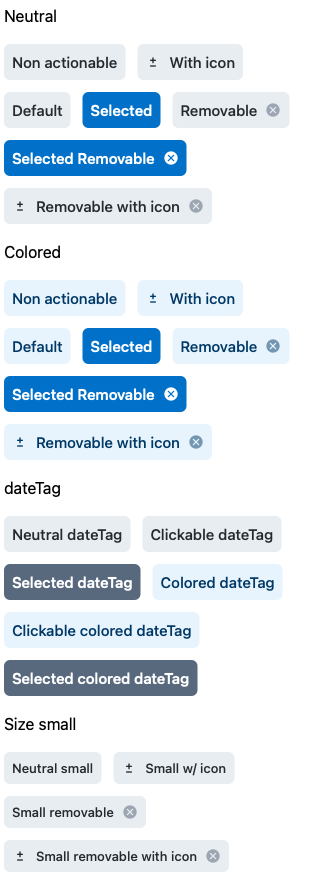 Neutral
Non actionable ± With icon
Default Selected Removable
Selected Removable
± Removable with icon
Colored
Non actionable ± With icon
Default Selected Removable
Selected Removable
± Removable with icon
dateTag
Neutral dateTag Clickable dateTag
Selected dateTag Colored dateTag
Clickable colored dateTag
Selected colored dateTag
Size small
Neutral small ± Small w/ icon
Small removable
± Small removable with icon